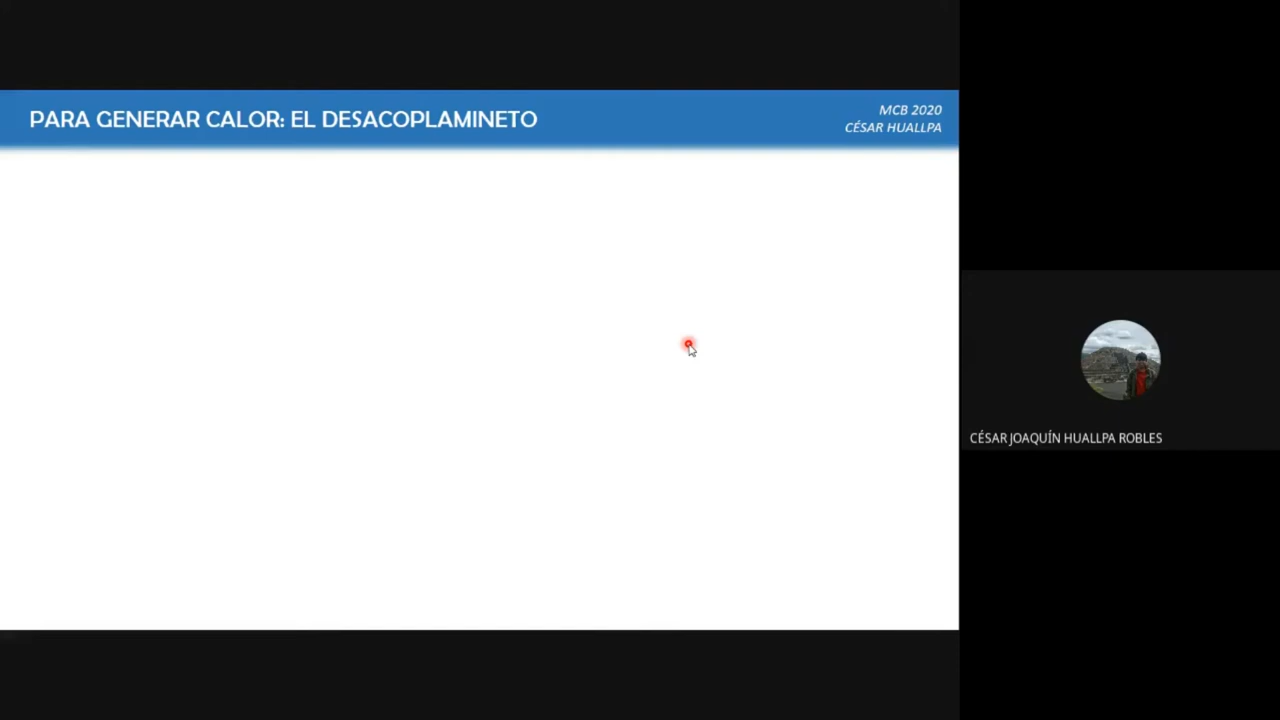 PARA GENERAR CALOR: EL DESACOPLAMINETO
MCB 2020
CÉSAR HUALLPA
CÉSAR JOAQUÍN HUALLPA ROBLES